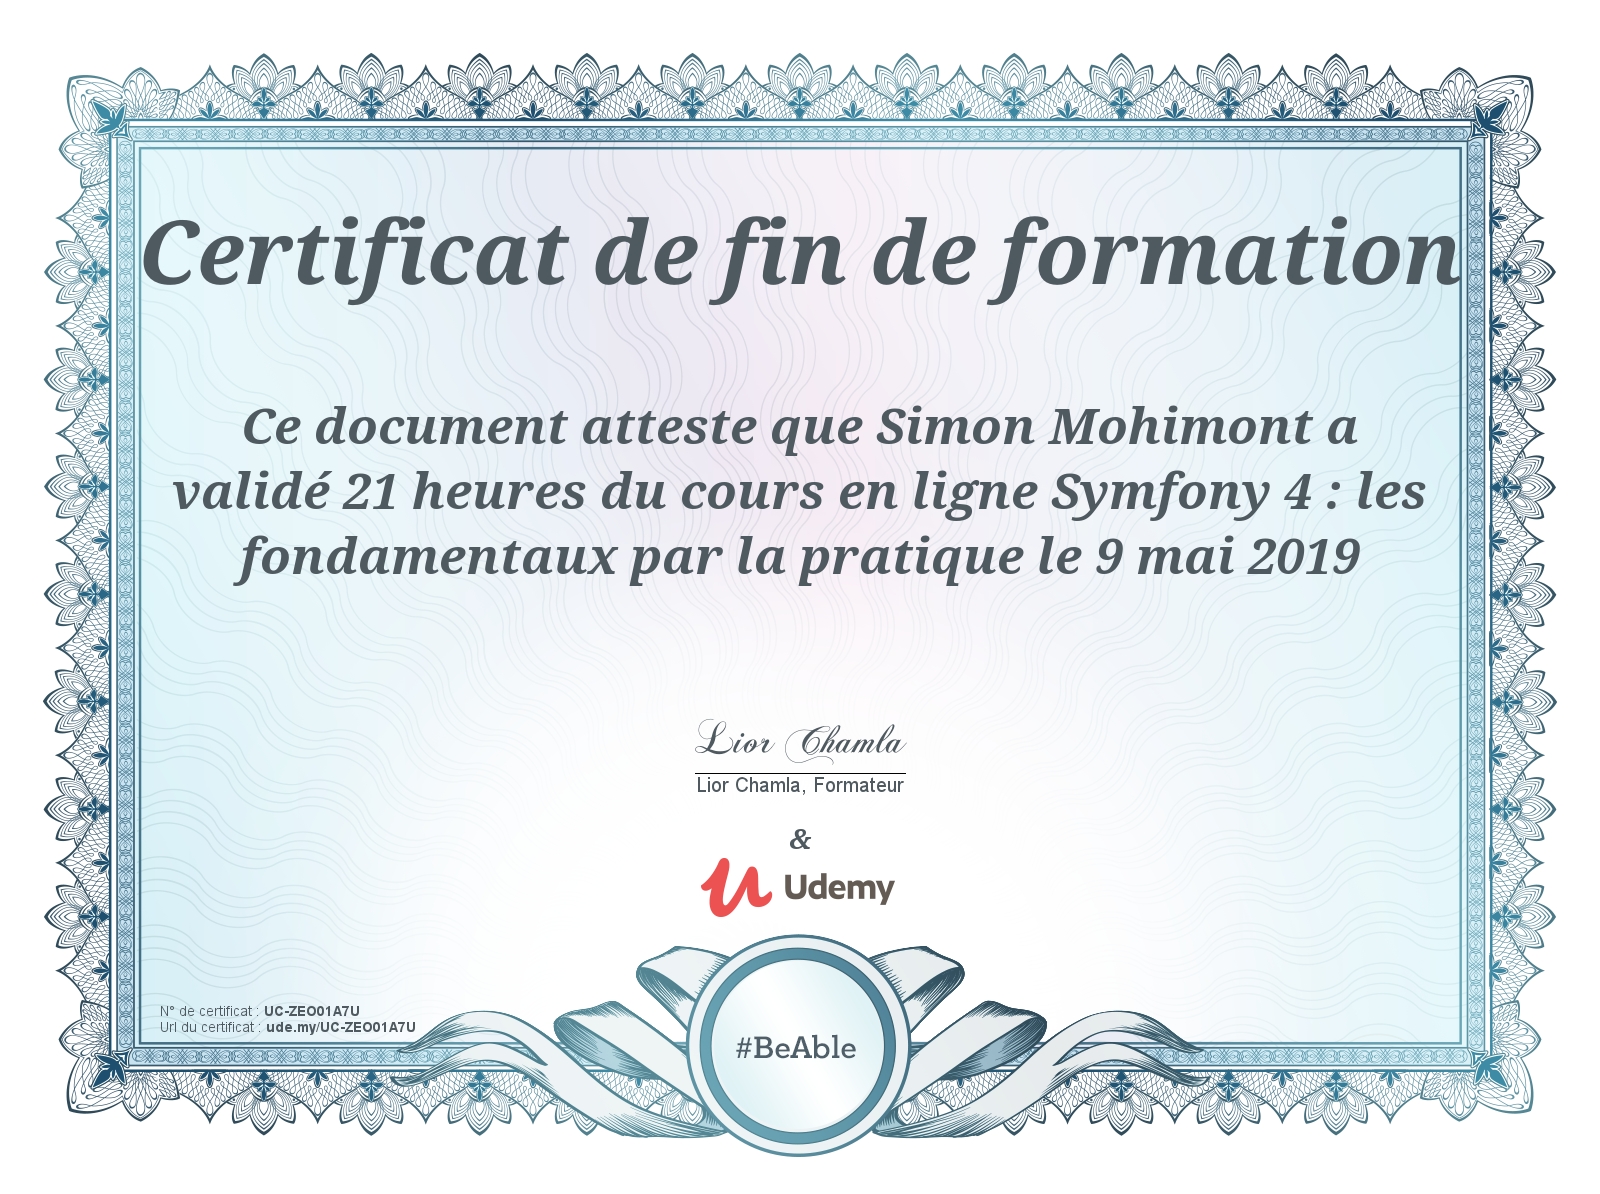 Certificat de fin de formation
Ce document atteste que Simon Mohimont a
validé 21 heures du cours en ligne Symfony 4 : les
fondamentaux par la pratique le 9 mai 2019
Lior Chamla
Lior Chamla, Formateur
&
Udemy
#BeAble
N° de certificat : UC-ZEO01A7U
Url du certificat : ude.my/UC-ZEO01A7U